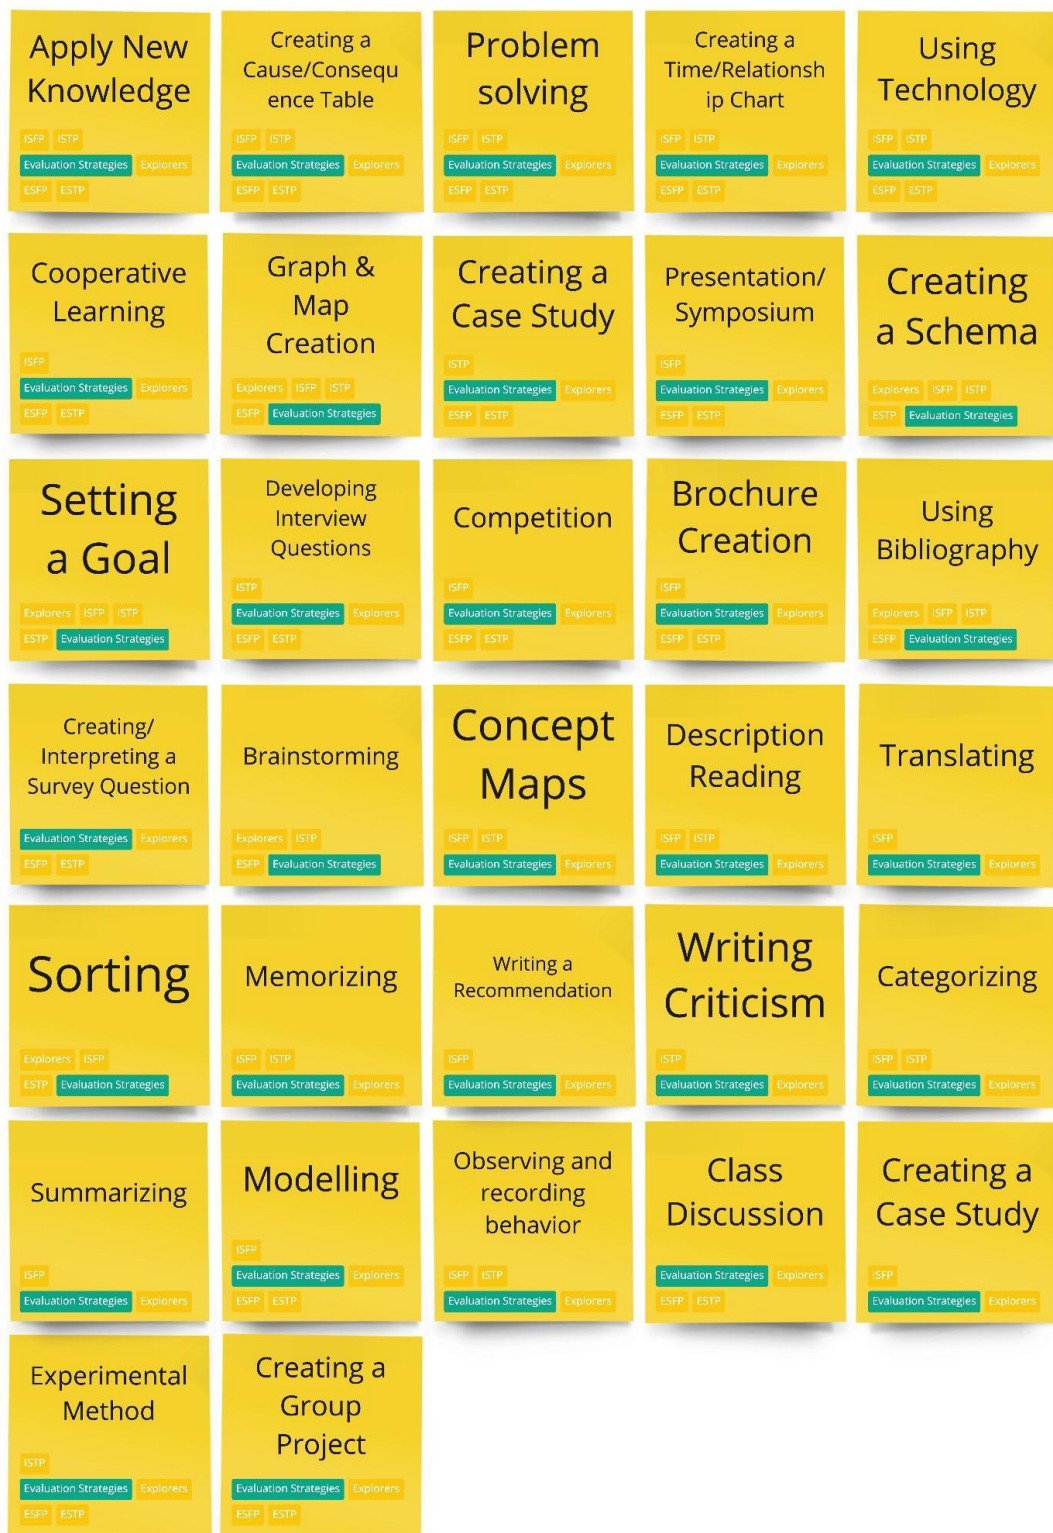 Apply New
Knowledge
ISFP ISTP
Evaluation Strategies Explorers
ESFP ESTP
Creating a
Cause/Consequ
ence Table
ISFP ISTP
Evaluation Strategies Explorers
ESFP ESTP
Problem
solving
ISFP ISTP
Evaluation Strategies Explorers
ESFP ESTP
Creating a
Time/Relationsh
ip Chart
ISFP ISTP
Evaluation Strategies Explorers
ESFP ESTP
Using
Technology
ISFP ISTP
Evaluation Strategies Explorers
ESFP ESTP
Cooperative
Learning
ISFP
Evaluation Strategies Explorers
ESFP ESTP
Graph &
Map
Creation
Explorers ISFP ISTP
ESFP Evaluation Strategies
Creating a
Case Study
ISTP
Evaluation Strategies Explorers
ESFP ESTP
Presentation/
Symposium
ISFP
Evaluation Strategies Explorers
ESFP ESTP
Creating
a Schema
Explorers ISFP ISTP
ESTP Evaluation Strategies
Setting
a Goal
Explorers ISFP ISTP
ESTP Evaluation Strategies
Developing
Interview
Questions
ISTP
Evaluation Strategies Explorers
ESFP ESTP
Competition
ISFP
Evaluation Strategies Explorers
ESFP ESTP
Brochure
Creation
ISFP
Evaluation Strategies Explorers
ESFP ESTP
Using
Bibliography
Explorers ISFP ISTP
ESFP Evaluation Strategies
Creating/
Interpreting a
Survey Question
Evaluation Strategies Explorers
ESFP ESTP
Brainstorming
Explorers ISTP
ESFP Evaluation Strategies
Concept
Maps
ISFP ISTP
Evaluation Strategies Explorers
Description
Reading
ISFP ISTP
Evaluation Strategies Explorers
Translating
ISFP
Evaluation Strategies Explorers
Sorting
Explorers ISFP
ESTP Evaluation Strategies
Memorizing
ISFP ISTP
Evaluation Strategies Explorers
Writing a
Recommendation
ISFP
Evaluation Strategies Explorers
Writing
Criticism
ISTP
Evaluation Strategies Explorers
Categorizing
ISFP ISTP
Evaluation Strategies Explorers
Summarizing
ISFP
Evaluation Strategies Explorers
Modelling
ISFP
Evaluation Strategies Explorers
ESFP ESTP
Observing and
recording
behavior
ISFP ISTP
Evaluation Strategies Explorers
Class
Discussion
Evaluation Strategies Explorers
ESFP ESTP
Creating a
Case Study
ISFP
Evaluation Strategies Explorers
Experimental
Method
ISTP
Evaluation Strategies Explorers
ESFP ESTP
Creating a
Group
Project
Evaluation Strategies Explorers
ESFP ESTP